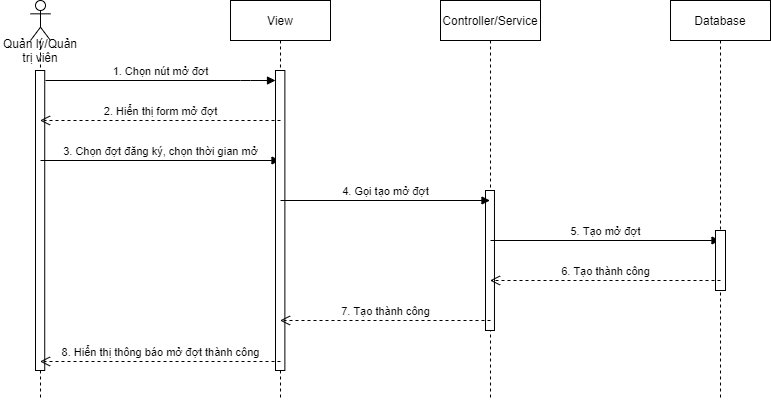 View
Controller/Service
Database
Quản lý/Quản
trị viên
1. Chọn nút mở đợt
2. Hiển thị form mở đợt
3. Chọn đợt đăng ký, chọn thời gian mở
4. Gọi tạo mở đợt
5. Tạo mở đợt
6. Tạo thành công
7. Tạo thành công
8. Hiển thị thông báo mở đợt thành công